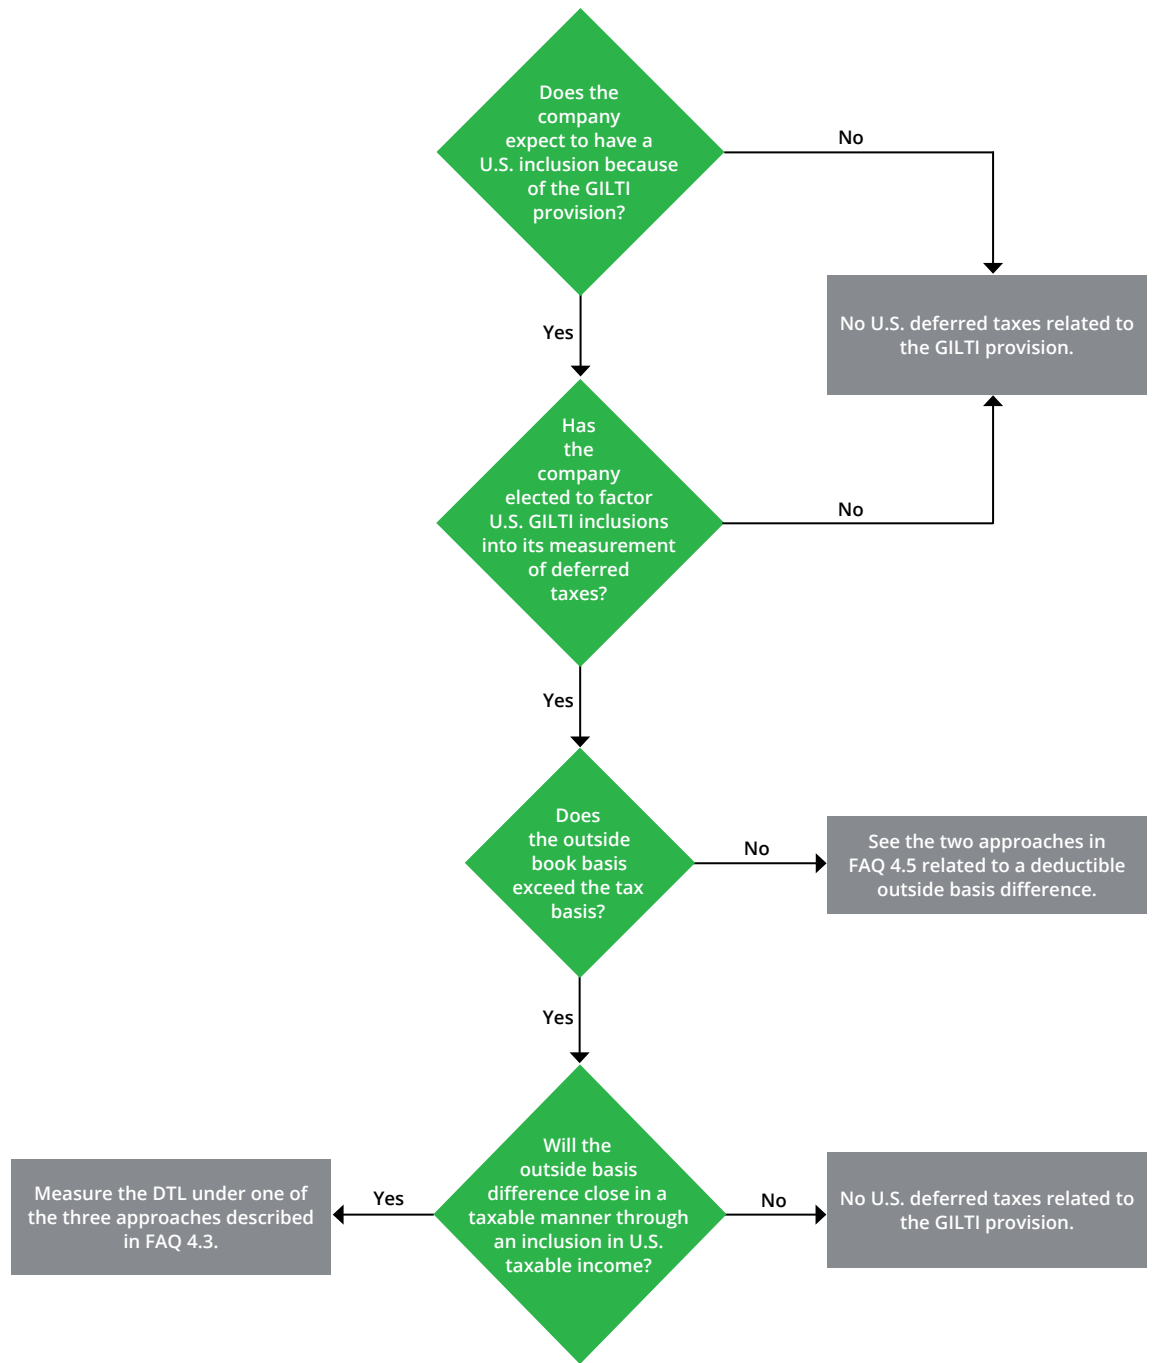 Does the
company
expect to have a
U.S. inclusion because
of the GILTI
provision?
No
No U.S. deferred taxes related to
the GILTI provision.
Yes
Has
the
company
elected to factor
U.S. GILTI inclusions
into its measurement
of deferred
taxes?
No
Yes
Does
the outside
book basis
exceed the tax
basis?
No
See the two approaches in
FAQ 4.5 related to a deductible
outside basis difference.
Yes
Will the
outside basis
difference close in a
taxable manner through
an inclusion in U.S.
taxable income?
Yes
Measure the DTL under one of
the three approaches described
in FAQ 4.3.
No
No U.S. deferred taxes related to
the GILTI provision.